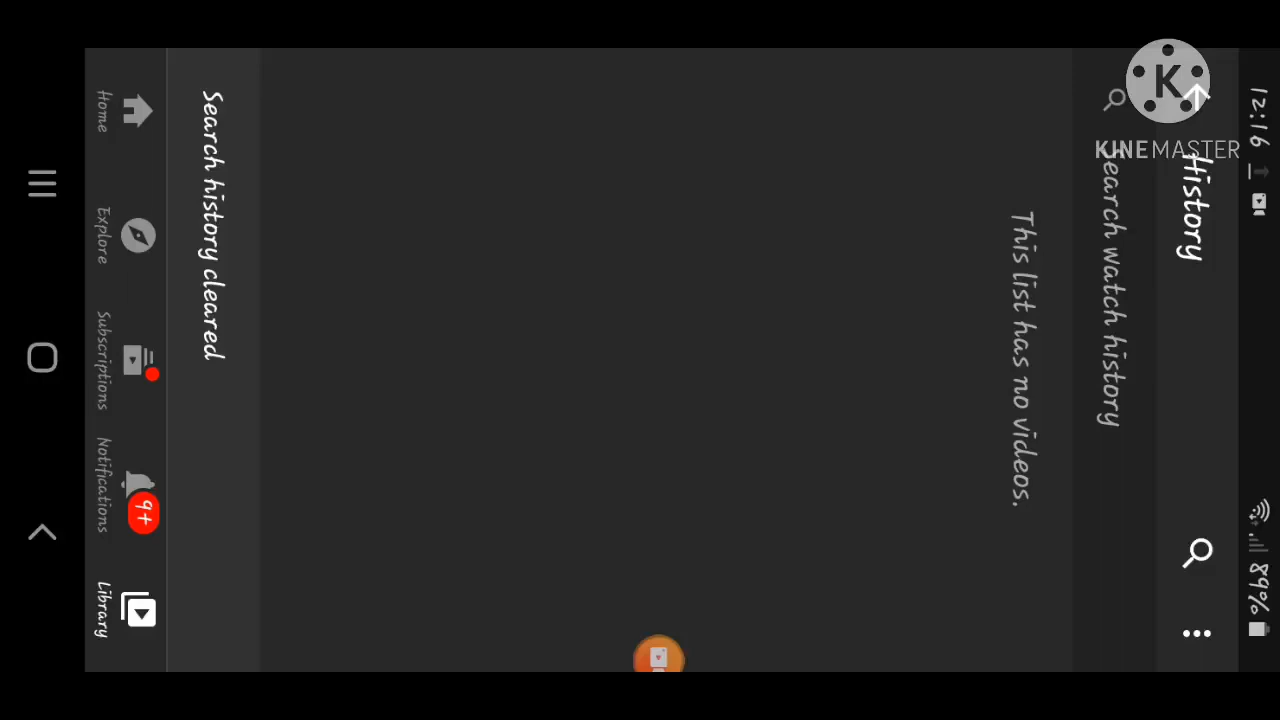 KINEMASTER
12:16
89%
History
Search watch history
This list has no videos.
Search history cleared
Home
Explore
Subscriptions
9+
Notifications
Library